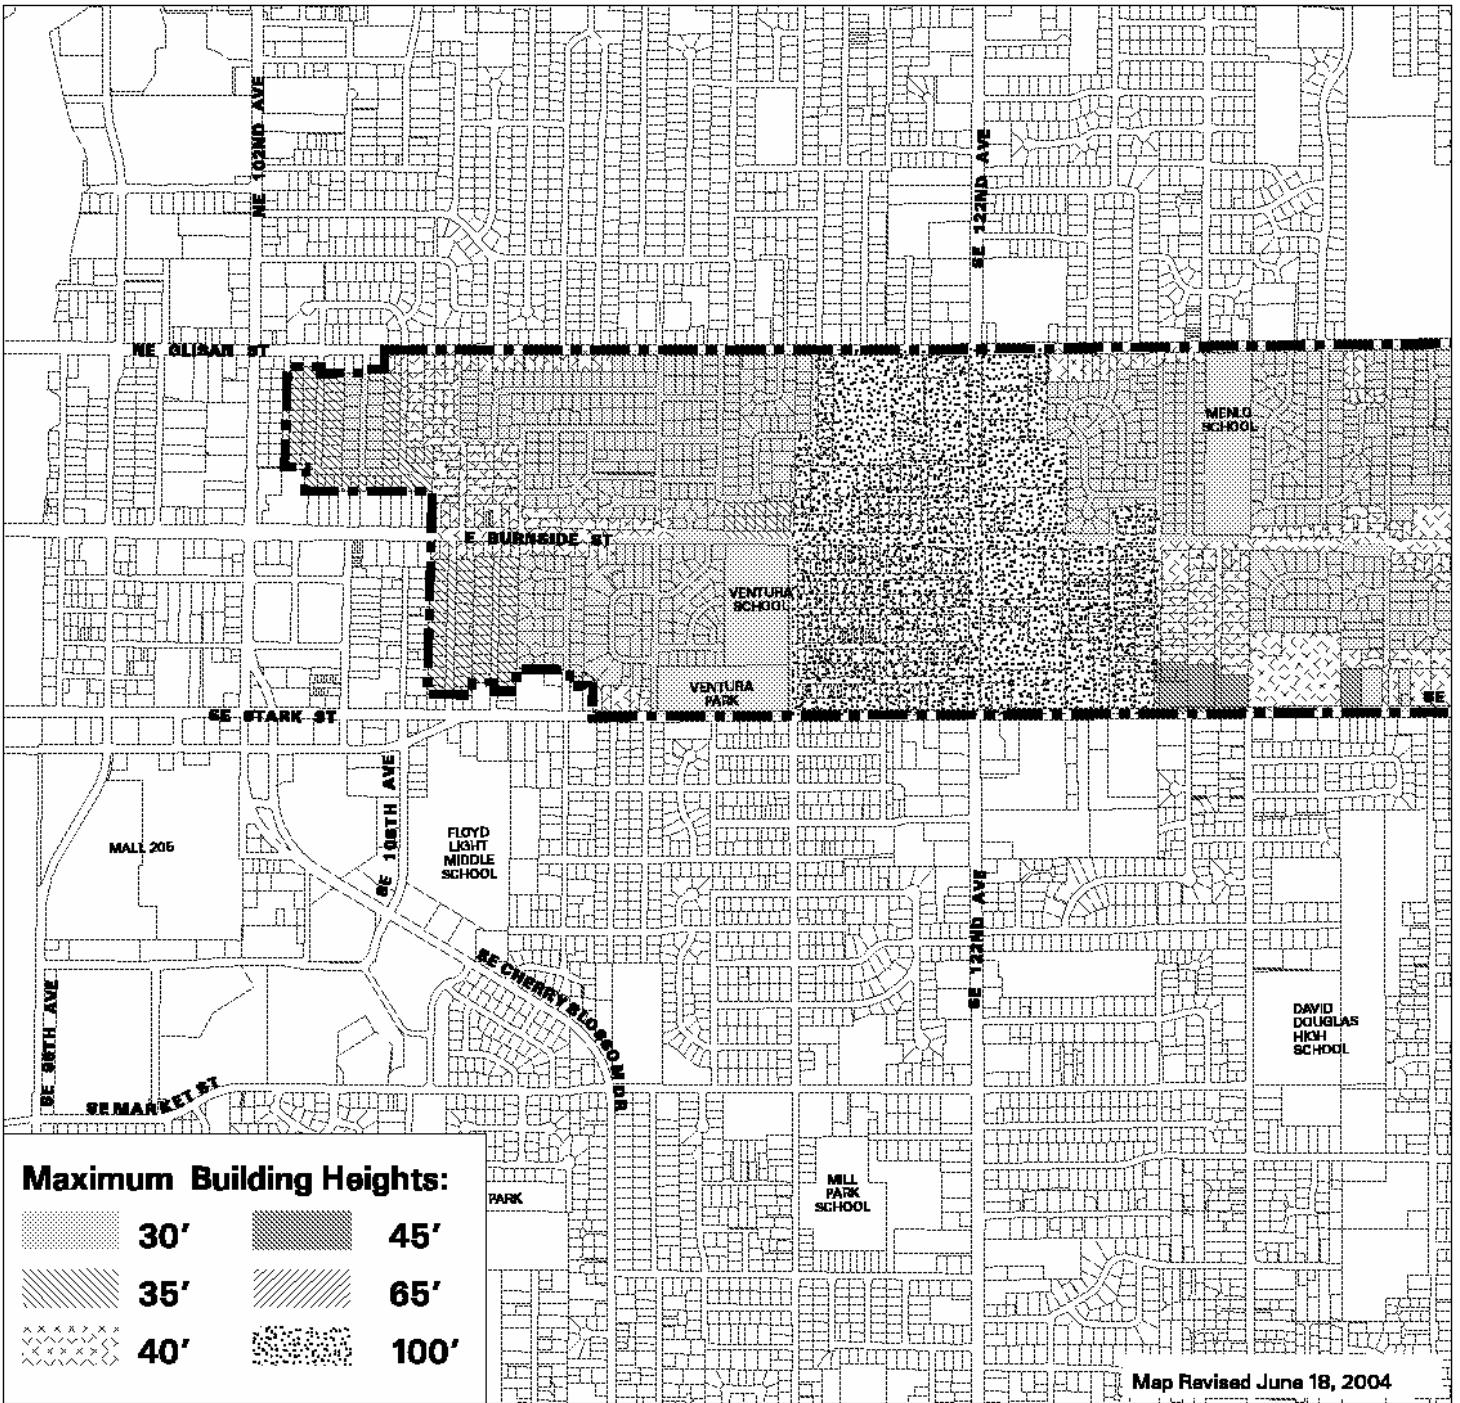 NE 102ND AVE
SE 122ND AVE
NE GLISAN ST
MENLO
SCHOOL
E BURNSIDE ST
VENTURA
SCHOOL
VENTURA
PARK
SE
SE STARK ST
MALL 205
SE 106TH AVE
FLOYD
LIGHT
MIDDLE
SCHOOL
SE 122ND AVE
SE CHERRY BLOSSOM DR
SE 96TH AVE
DAVID
DOUGLAS
HIGH
SCHOOL
SE MARKET ST
Maximum Building Heights:
30'
45'
35'
65'
40'
100'
PARK
MILL
PARK
SCHOOL
Map Revised June 18, 2004